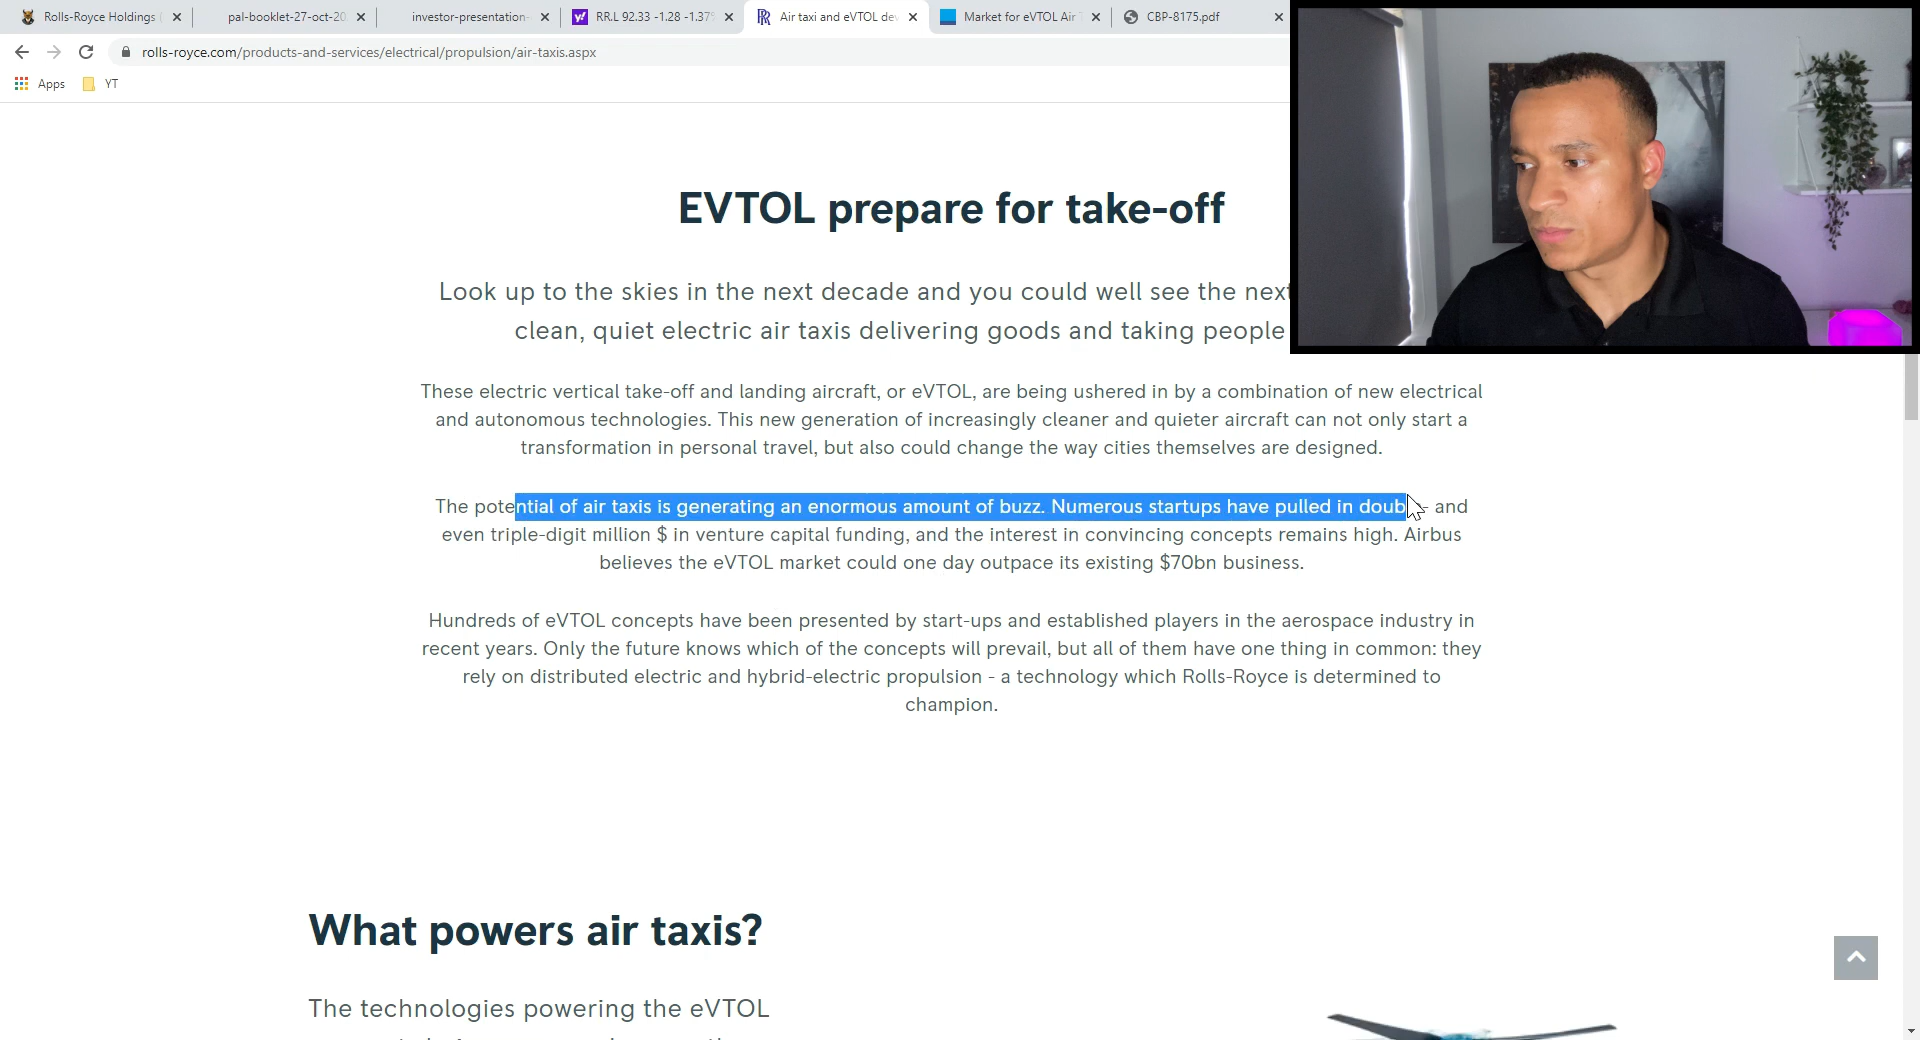 Rolls-Royce Holdings
pal-booklet-27-oct-20
investor-presentation-
RR.L 92.33 -1.28 -1.37%
Air taxi and eVTOL dev
Market for eVTOL Air
CBP-8175.pdf
rolls-royce.com/products-and-services/electrical/propulsion/air-taxis.aspx
Apps
YT
EVTOL prepare for take-off
Look up to the skies in the next decade and you could well see the next
clean, quiet electric air taxis delivering goods and taking people
These electric vertical take-off and landing aircraft, or eVTOL, are being ushered in by a combination of new electrical
and autonomous technologies. This new generation of increasingly cleaner and quieter aircraft can not only start a
transformation in personal travel, but also could change the way cities themselves are designed.
The potential of air taxis is generating an enormous amount of buzz. Numerous startups have pulled in doub - and
even triple-digit million $ in venture capital funding, and the interest in convincing concepts remains high. Airbus
believes the eVTOL market could one day outpace its existing $70bn business.
Hundreds of eVTOL concepts have been presented by start-ups and established players in the aerospace industry in
recent years. Only the future knows which of the concepts will prevail, but all of them have one thing in common: they
rely on distributed electric and hybrid-electric propulsion - a technology which Rolls-Royce is determined to
champion.
What powers air taxis?
The technologies powering the eVTOL